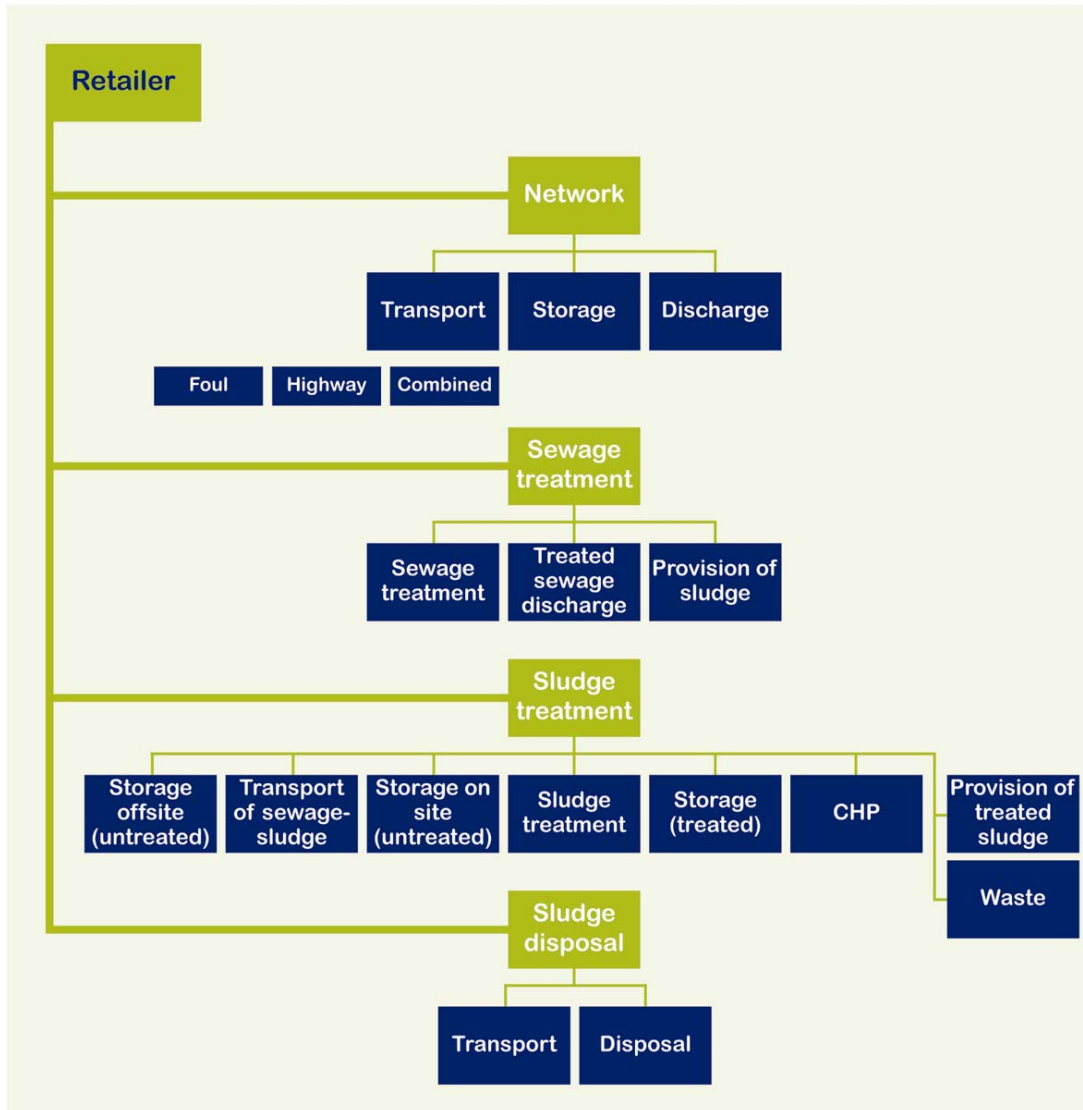 Retailer
Network
Transport
Storage
Discharge
Foul
Highway
Combined
Sewage
treatment
Sewage
treatment
Treated
sewage
discharge
Provision of
sludge
Sludge
treatment
Storage
offsite
(untreated)
Transport
of sewage-
sludge
Storage on
site
(untreated)
Sludge
treatment
Storage
(treated)
CHP
Provision of
treated
sludge
Waste
Sludge
disposal
Transport
Disposal